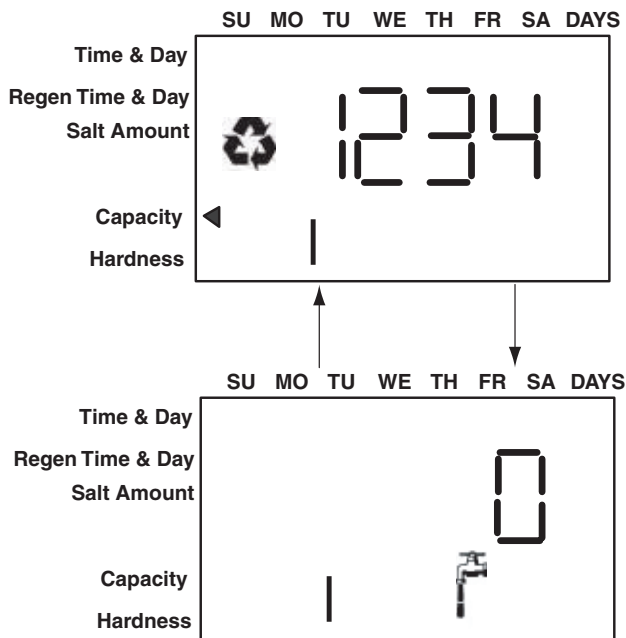 SU MO TU WE TH FR SA DAYS
Time & Day
Regen Time & Day
Salt Amount
1234
Capacity
1
Hardness
SU MO TU WE TH FR SA DAYS
Time & Day
Regen Time & Day
Salt Amount
0
Capacity
1
Hardness